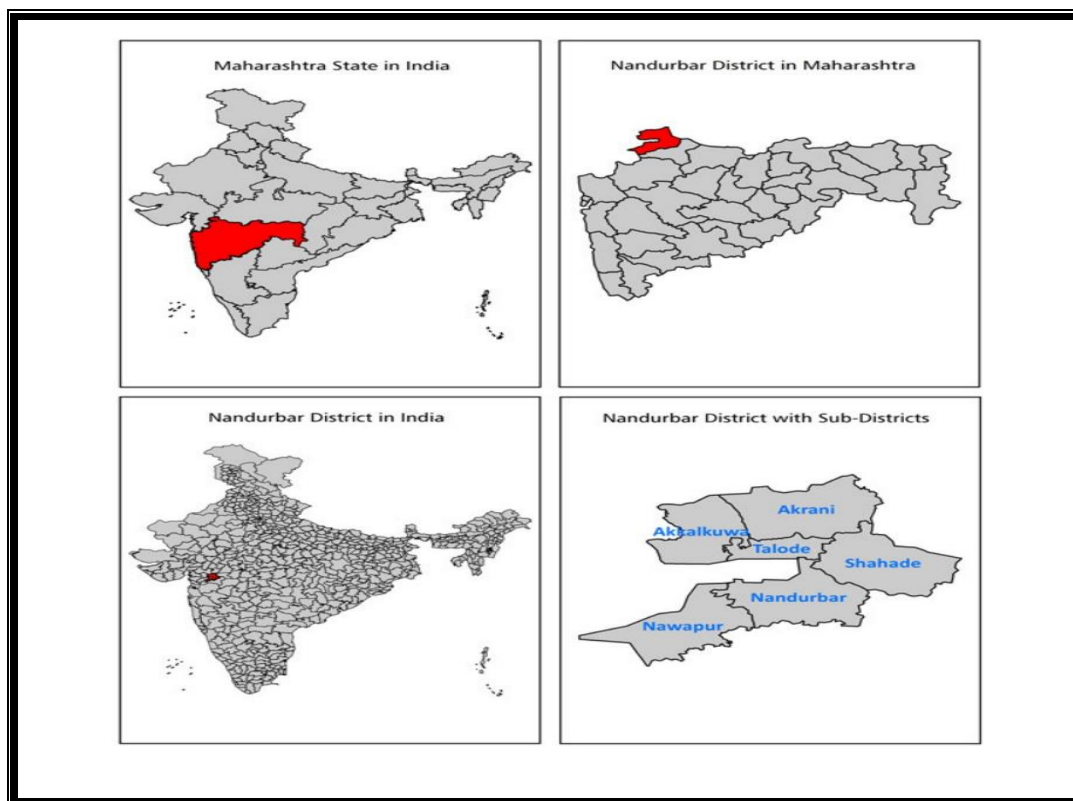 Maharashtra State in India
Nandurbar District in Maharashtra
Nandurbar District in India
Nandurbar District with Sub-Districts
Akrani
Akkalkuwa
Talode
Shahade
Nandurbar
Nawapur